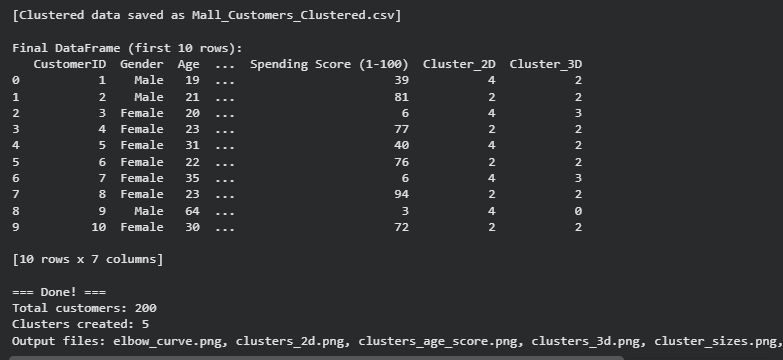 [Clustered data saved as Mall_Customers_Clustered.csv]
Final DataFrame (first 10 rows):
CustomerID Gender Age ... Spending Score (1-100) Cluster_2D Cluster_3D
0 1 Male 19 ... 39 4 2
1 2 Male 21 ... 81 2 2
2 3 Female 20 ... 6 4 3
3 4 Female 23 ... 77 2 2
4 5 Female 31 ... 40 4 2
5 6 Female 22 ... 76 2 2
6 7 Female 35 ... 6 4 3
7 8 Female 23 ... 94 2 2
8 9 Male 64 ... 3 4 0
9 10 Female 30 ... 72 2 2
[10 rows x 7 columns]
=== Done! ===
Total customers: 200
Clusters created: 5
Output files: elbow_curve.png, clusters_2d.png, clusters_age_score.png, clusters_3d.png, cluster_sizes.png,